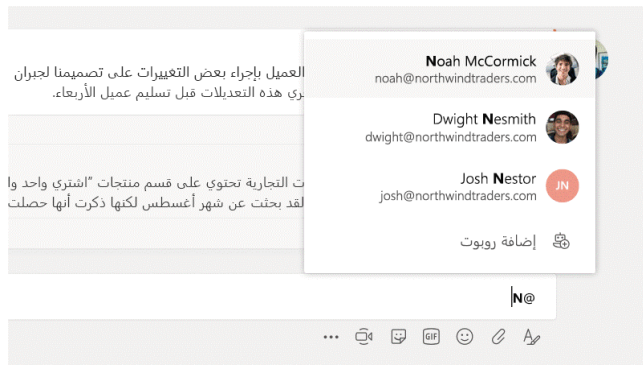 العميل بإجراء بعض التغييرات على تصميمنا لجبران
ري هذه التعديلات قبل تسليم عميل الأربعاء.
ت التجارية تحتوي على قسم منتجات "اشتري واحد وا
لقد بحثت عن شهر أغسطس لكنها ذكرت أنها حصلت
Noah McCormick
noah@northwindtraders.com
Dwight Nesmith
dwight@northwindtraders.com
JN
Josh Nestor
josh@northwindtraders.com
إضافة روبوت
@N
GIF